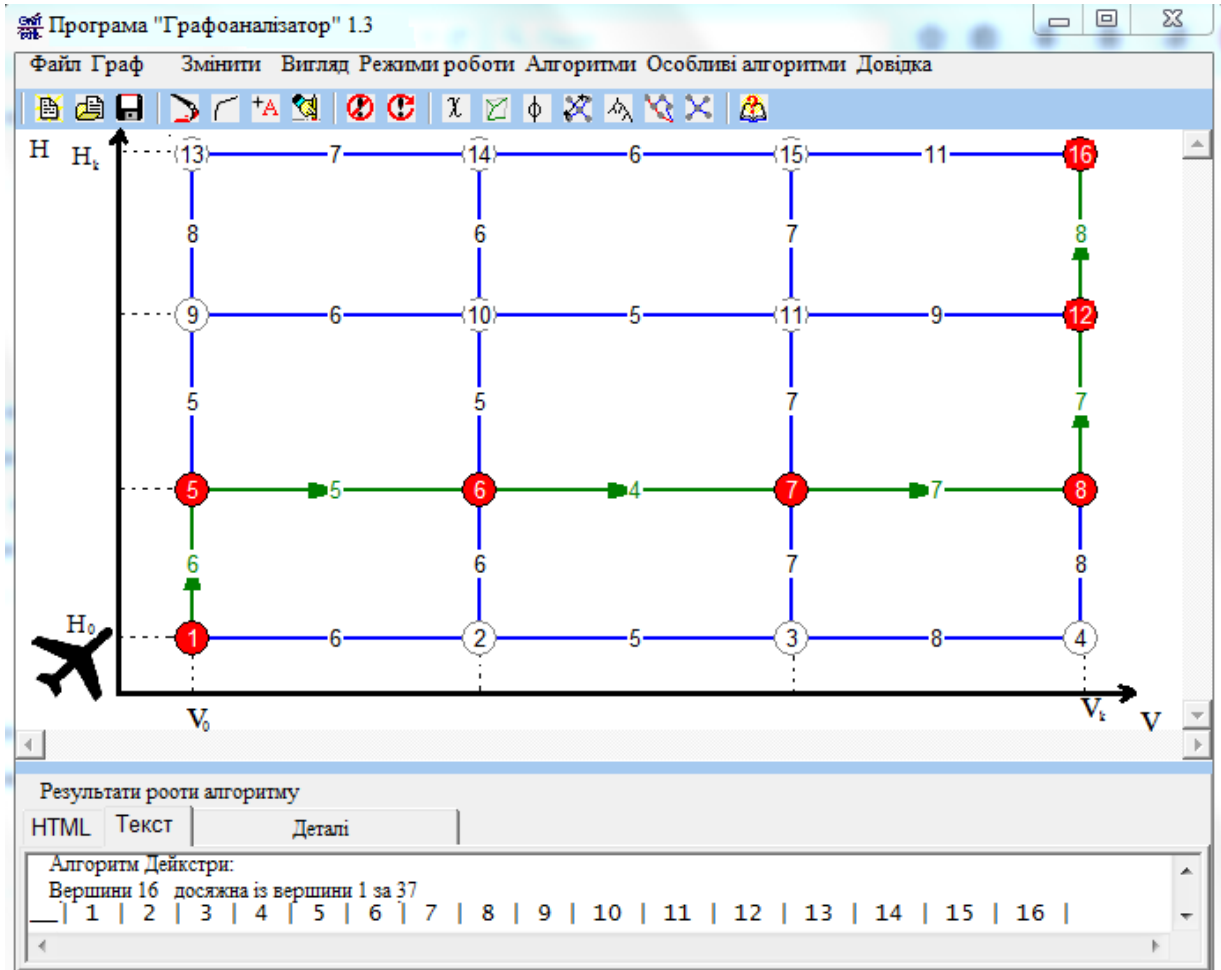 Програма "Графоаналізатор" 1.3
Файл Граф Змінити Вигляд Режими роботи Алгоритми Особливі алгоритми Довідка
H Hk 13 7 14 6 15 11 16
8 6 7 8
9 6 10 5 11 9 12
5 5 7 7
5 5 6 4 7 7 8
6 6 7 8
H0 1 6 2 5 3 8 4
V0 Vk V
Результати рооти алгоритму
HTML Текст Деталі
Алгоритм Дейкстри:
Вершини 16 досяжна із вершини 1 за 37
__| 1 | 2 | 3 | 4 | 5 | 6 | 7 | 8 | 9 | 10 | 11 | 12 | 13 | 14 | 15 | 16 |